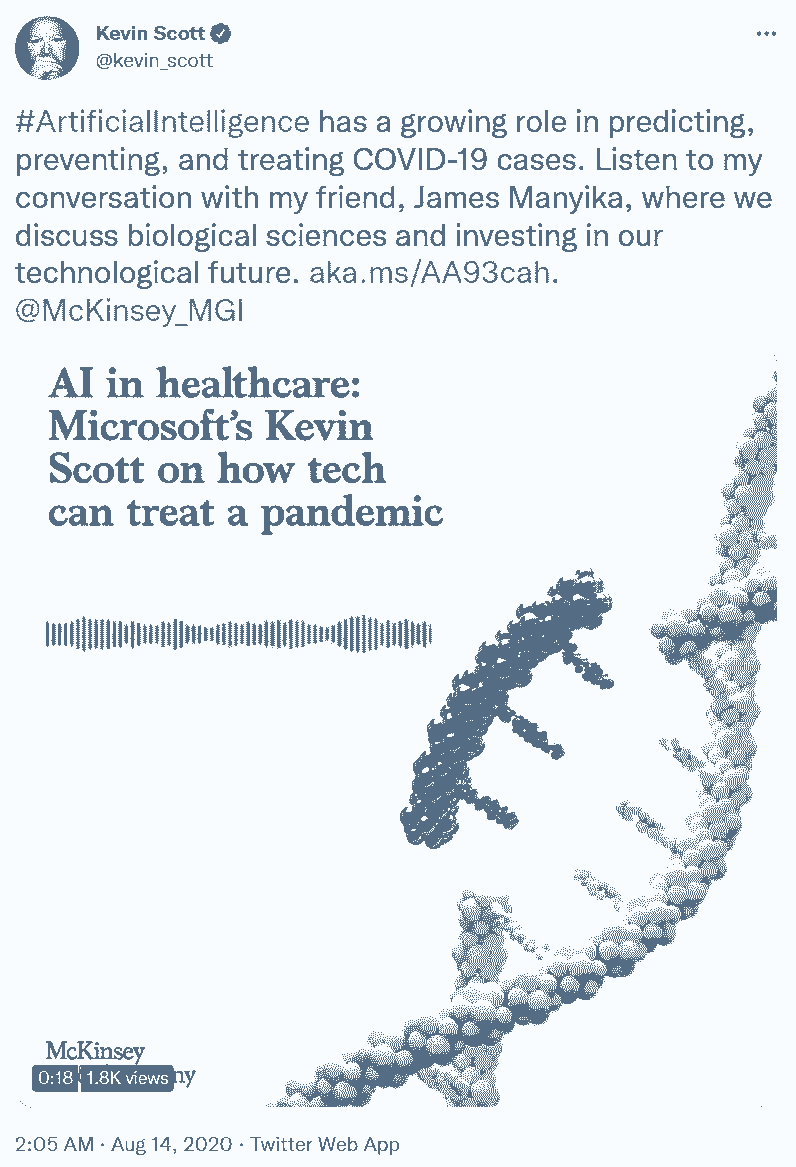 Kevin Scott
@kevin_scott
#ArtificialIntelligence has a growing role in predicting,
preventing, and treating COVID-19 cases. Listen to my
conversation with my friend, James Manyika, where we
discuss biological sciences and investing in our
technological future. aka.ms/AA93cah.
@McKinsey_MGI
AI in healthcare:
Microsoft's Kevin
Scott on how tech
can treat a pandemic
McKinsey
0:18 1.8K views ny
2:05 AM · Aug 14, 2020 · Twitter Web App